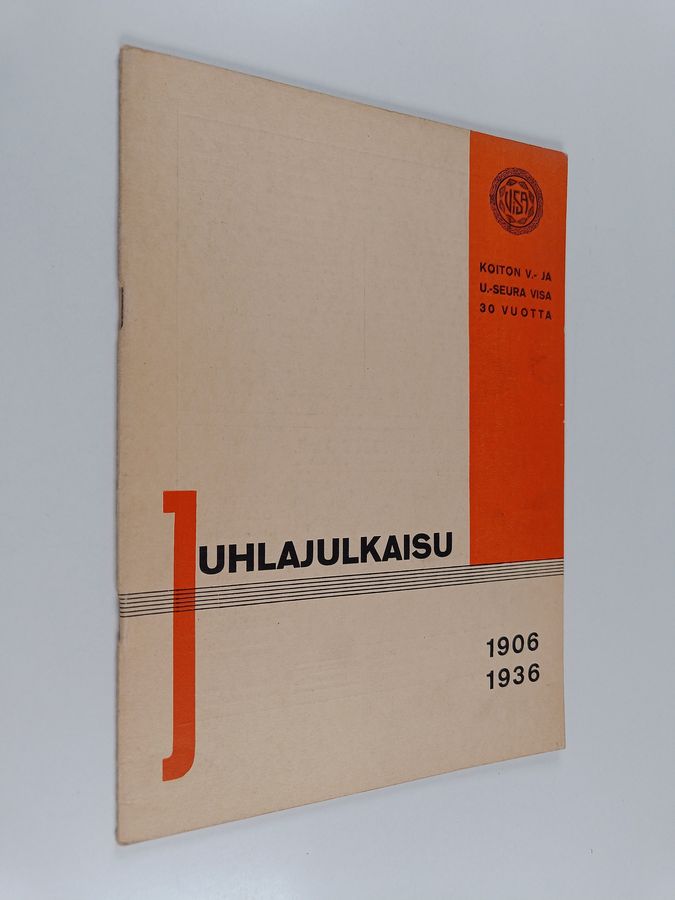 VISA
KOITON V.- JA
U.-SEURA VISA
30 VUOTTA
JUHLAJULKAISU
1906
1936